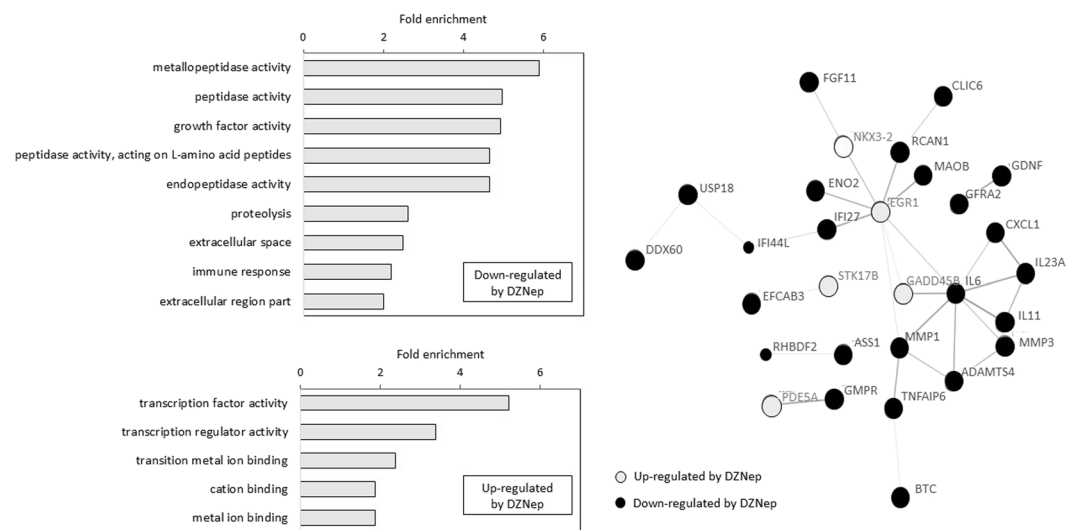 Fold enrichment
0 2 4 6
metallopeptidase activity
peptidase activity
growth factor activity
peptidase activity, acting on L-amino acid peptides
endopeptidase activity
proteolysis
extracellular space
immune response
extracellular region part
Down-regulated
by DZNep
Fold enrichment
0 2 4 6
transcription factor activity
transcription regulator activity
transition metal ion binding
cation binding
metal ion binding
Up-regulated
by DZNep
FGF11
CLIC6
NKX3-2
RCAN1
MAOB
GDNF
ENO2
GFRA2
USP18
EGR1
IFI27
CXCL1
IFI44L
DDX60
IL23A
STK17B
GADD45B
IL6
EFCAB3
IL11
MMP1
MMP3
RHBDF2
ASS1
ADAMTS4
PDE5A
GMPR
TNFAIP6
BTC
Up-regulated by DZNep
Down-regulated by DZNep